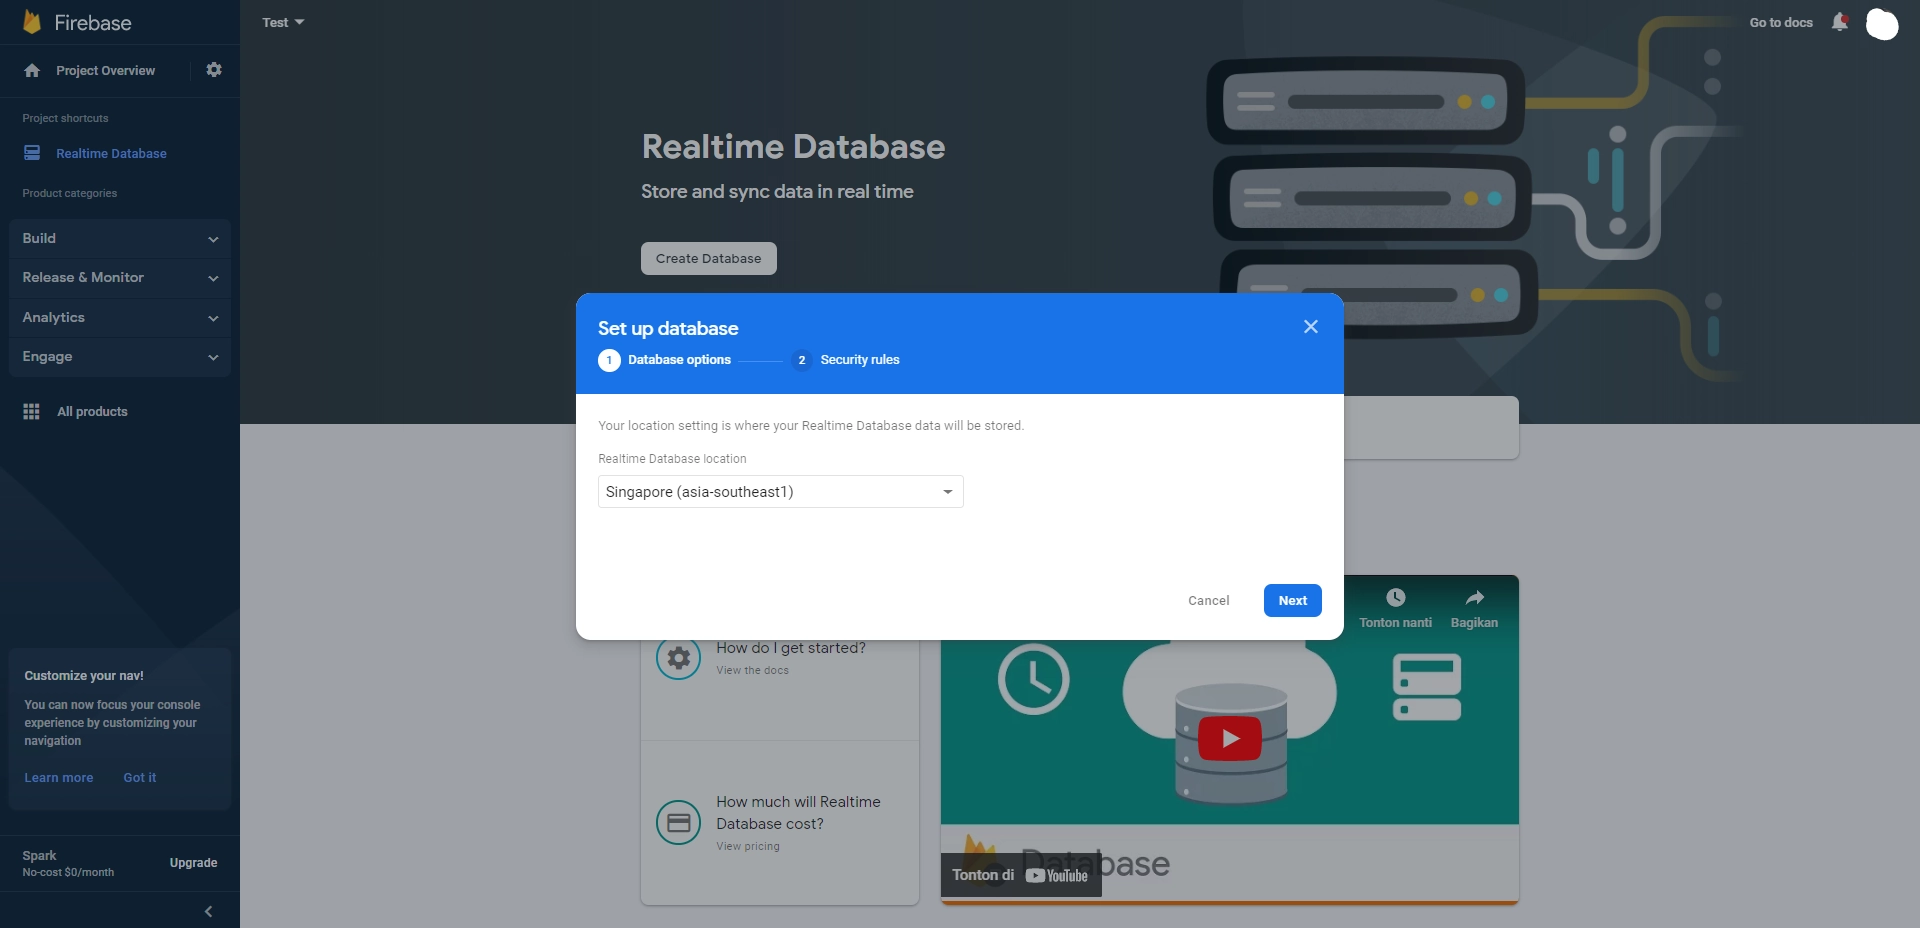 Firebase
Test
Go to docs
Project Overview
Project shortcuts
Realtime Database
Product categories
Build
Release & Monitor
Analytics
Engage
All products
Customize your nav!
You can now focus your console
experience by customizing your
navigation
Learn more
Got it
Spark
No-cost $0/month
Upgrade
Realtime Database
Store and sync data in real time
Create Database
Set up database
1 Database options
2 Security rules
Your location setting is where your Realtime Database data will be stored.
Realtime Database location
Singapore (asia-southeast1)
Cancel
Next
How do I get started?
View the docs
How much will Realtime
Database cost?
View pricing
Tonton nanti
Bagikan
Database
Tonton di YouTube